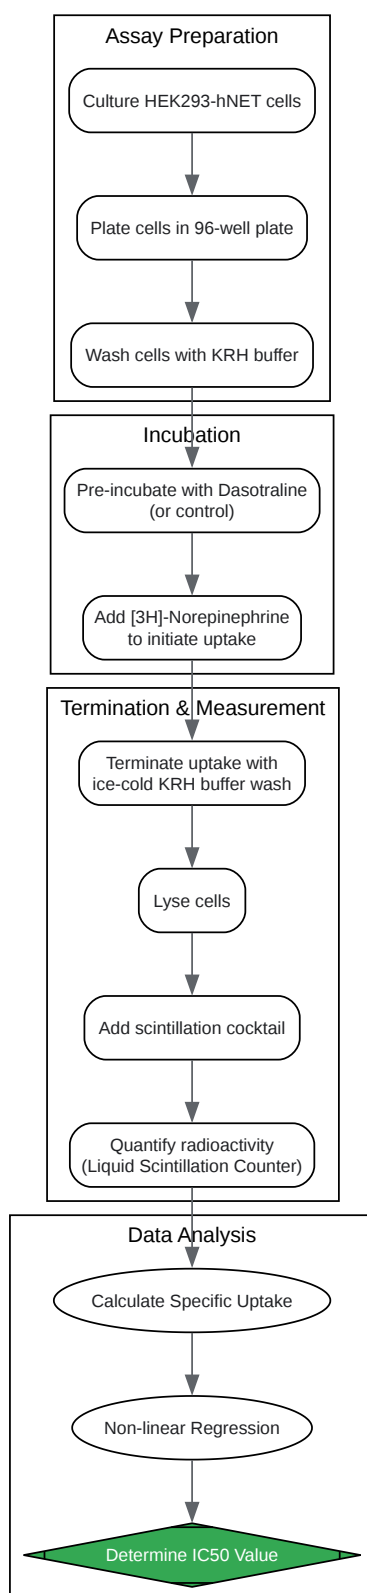 Assay Preparation
Culture HEK293-hNET cells
Plate cells in 96-well plate
Wash cells with KRH buffer
Incubation
Pre-incubate with Dasotraline
(or control)
Add [3H]-Norepinephrine
to initiate uptake
Termination & Measurement
Terminate uptake with
ice-cold KRH buffer wash
Lyse cells
Add scintillation cocktail
Quantify radioactivity
(Liquid Scintillation Counter)
Data Analysis
Calculate Specific Uptake
Non-linear Regression
Determine IC50 Value